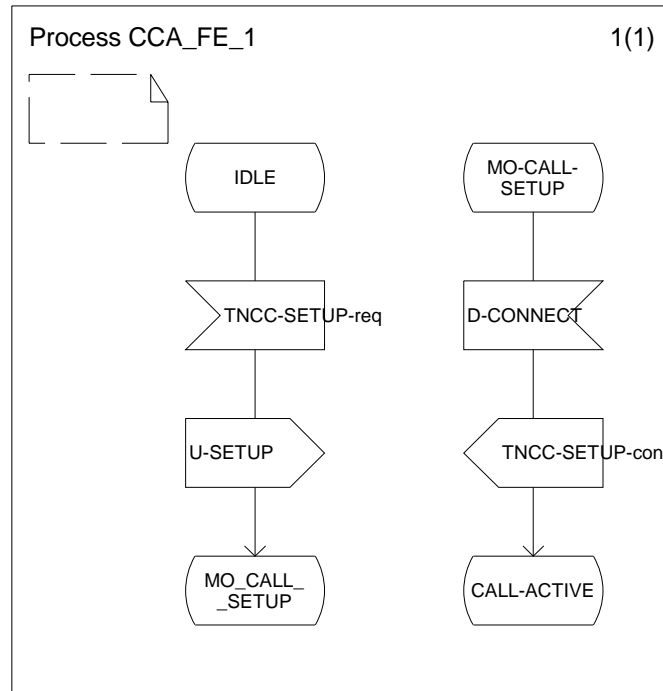 Process CCA_FE_1
1(1)
IDLE
TNCC-SETUP-req
U-SETUP
MO_CALL_
_SETUP
MO-CALL-
SETUP
D-CONNECT
TNCC-SETUP-con
CALL-ACTIVE